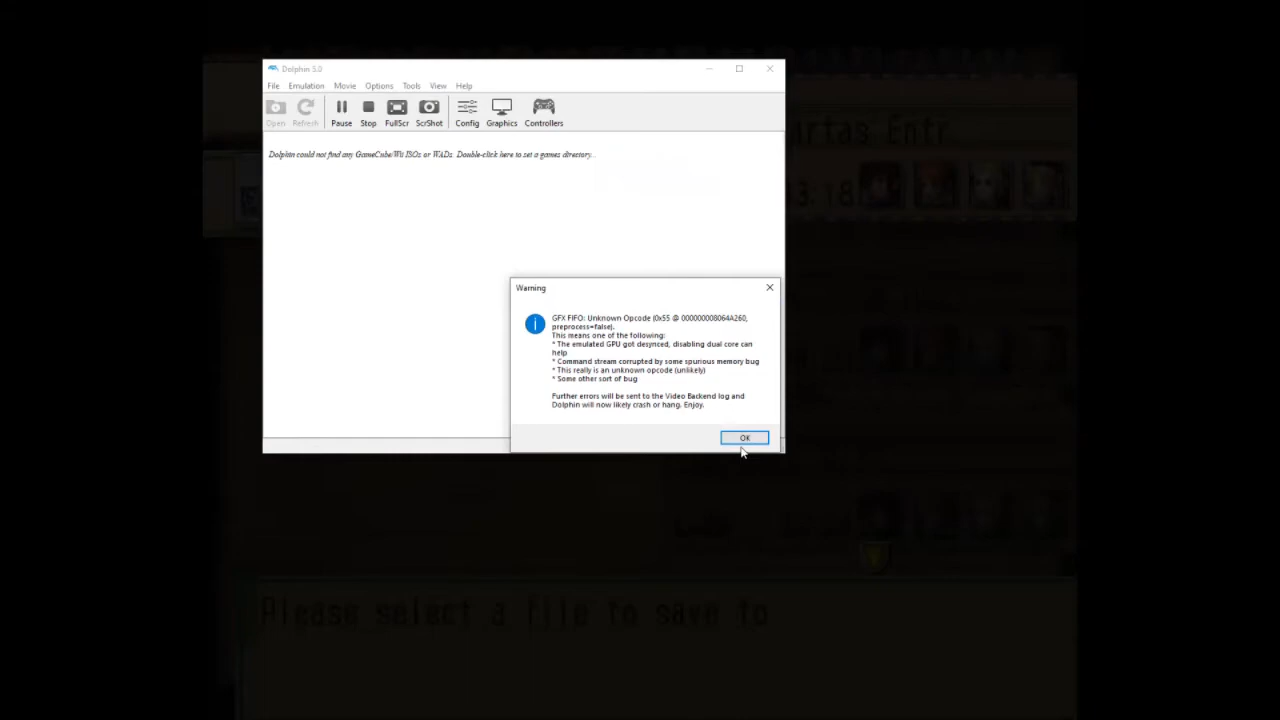 Dolphin 5.0
File Emulation Movie Options Tools View Help
Open Refresh Pause Stop FullScr ScrShot Config Graphics Controllers
Dolphin could not find any GameCube/Wii ISOs or WADs. Double-click here to set a games directory...
Warning
GFX FIFO: Unknown Opcode (0x55 @ 000000008064A260,
preprocess=false).
This means one of the following:
* The emulated GPU got desynced, disabling dual core can
help
* Command stream corrupted by some spurious memory bug
* This really is an unknown opcode (unlikely)
* Some other sort of bug
Further errors will be sent to the Video Backend log and
Dolphin will now likely crash or hang. Enjoy.
OK
Entr
13:18
Please select a file to save to